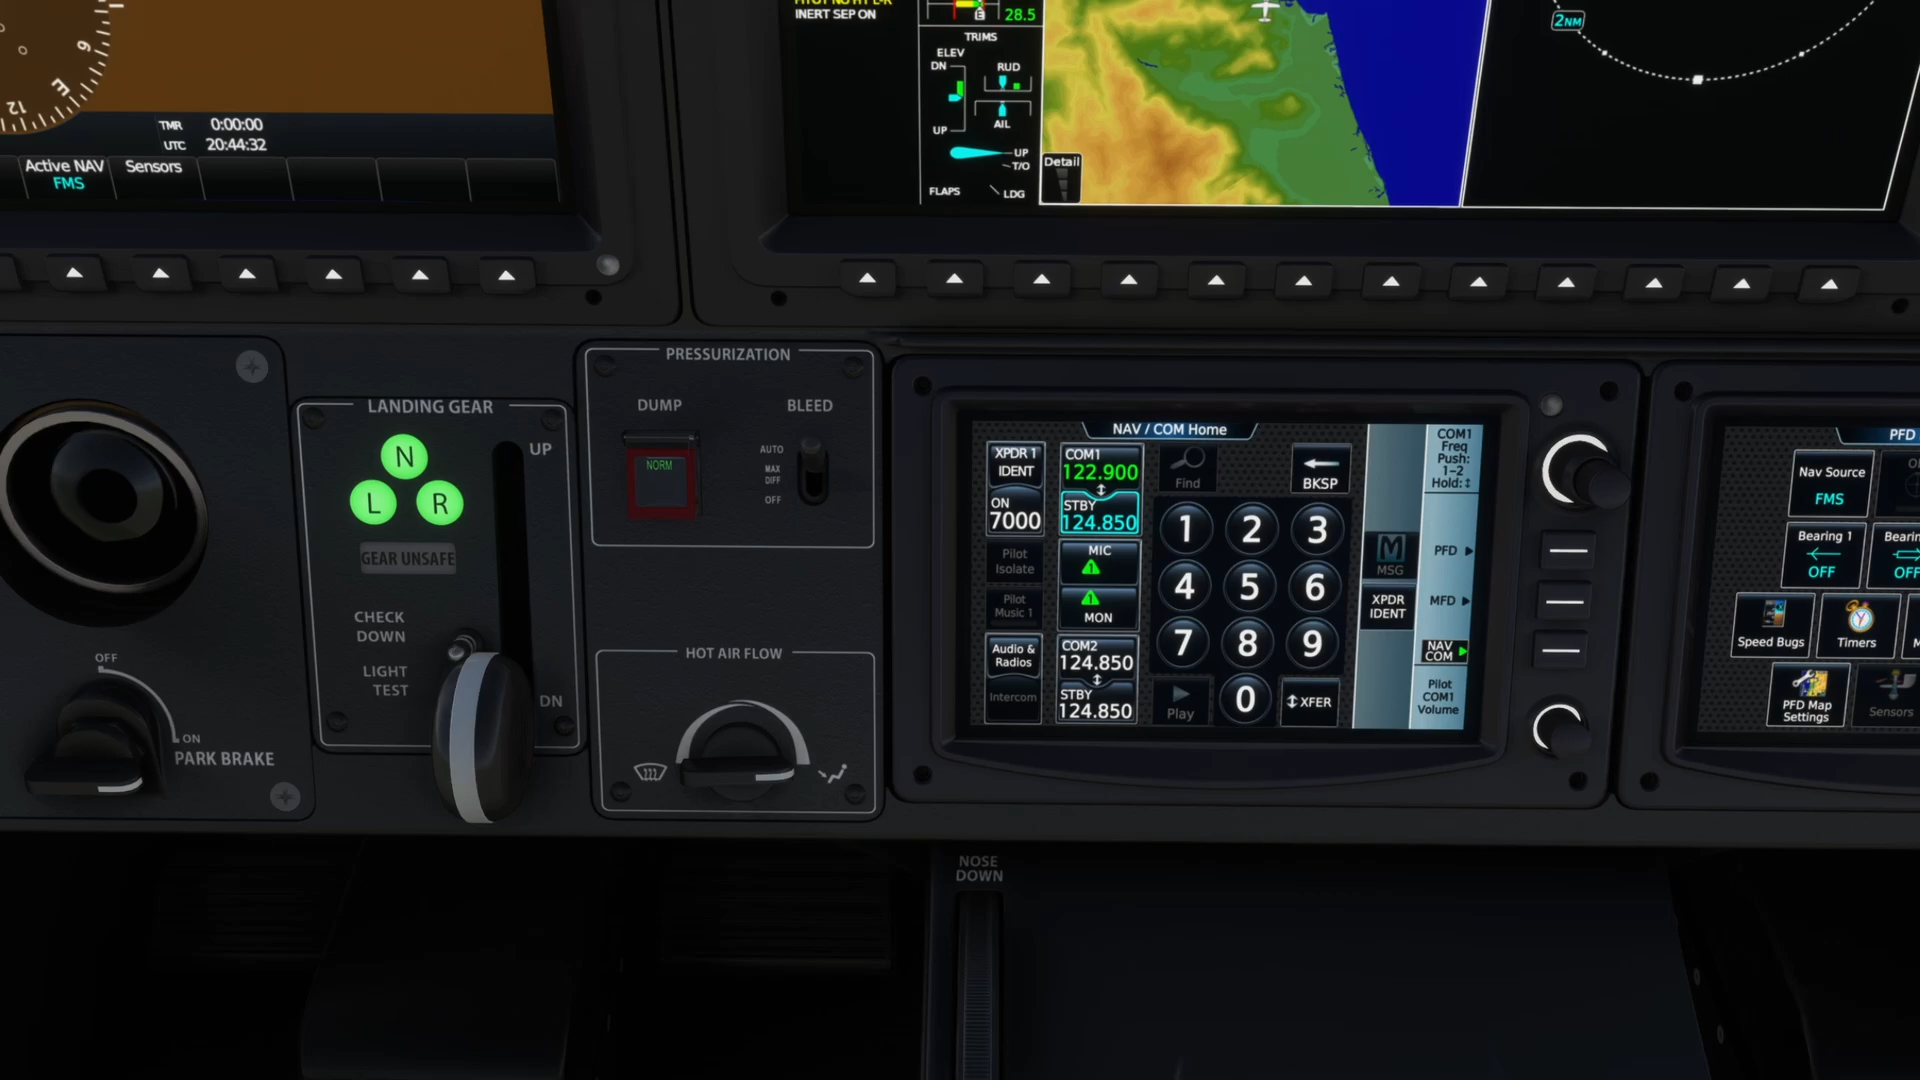 INERT SEP ON
28.5
TRIMS
ELEV
DN
RUD
UP
AIL
UP
T/O
FLAPS
LDG
Detail
2NM
6
E
12
TMR 0:00:00
UTC 20:44:32
Active NAV
FMS
Sensors
LANDING GEAR
N
L
R
GEAR UNSAFE
CHECK
DOWN
LIGHT
TEST
UP
DN
OFF
ON
PARK BRAKE
PRESSURIZATION
DUMP
NORM
BLEED
AUTO
MAX
DIFF
OFF
HOT AIR FLOW
NAV / COM Home
XPDR 1
IDENT
ON
7000
Pilot
Isolate
Pilot
Music 1
Audio &
Radios
Intercom
COM1
122.900
STBY
124.850
MIC
1
1
MON
COM2
124.850
STBY
124.850
Find
BKSP
1 2 3
4 5 6
7 8 9
Play
0
XFER
M
MSG
XPDR
IDENT
COM1
Freq
Push:
1-2
Hold:↕
PFD
MFD
NAV
COM
Pilot
COM1
Volume
PFD
Nav Source
FMS
Bearing 1
OFF
OFF
Speed Bugs
Timers
PFD Map
Settings
Sensors
NOSE
DOWN